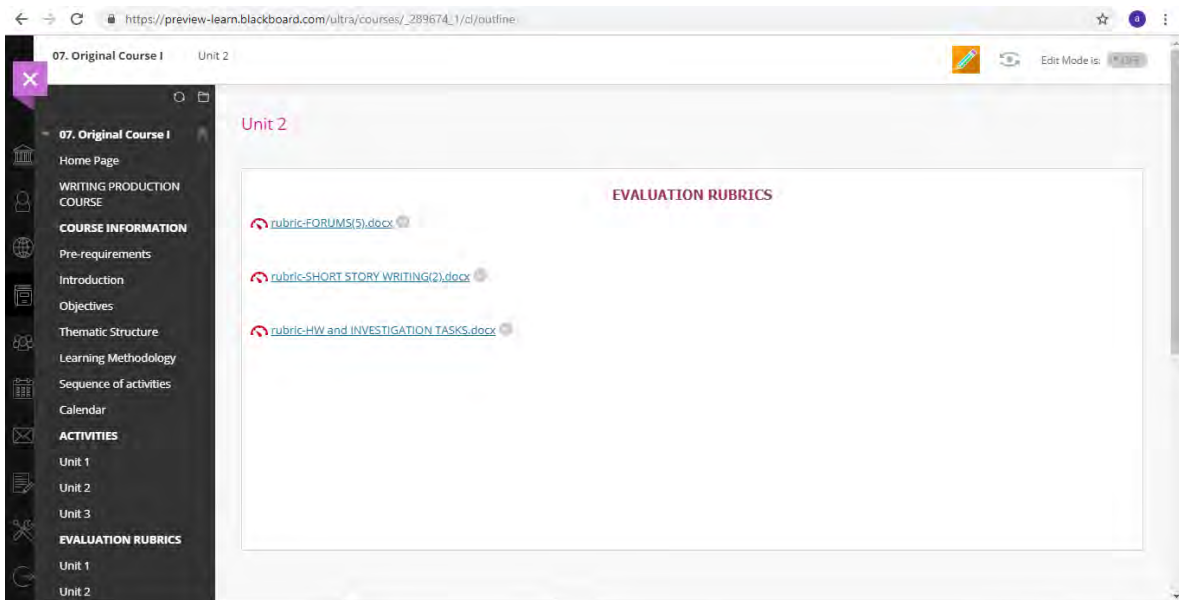 https://preview-learn.blackboard.com/ultra/courses/_289674_1/cl/outline
a
07. Original Course I
Unit 2
Edit Mode is:
07. Original Course I
Home Page
WRITING PRODUCTION
COURSE
COURSE INFORMATION
Pre-requirements
Introduction
Objectives
Thematic Structure
Learning Methodology
Sequence of activities
Calendar
ACTIVITIES
Unit 1
Unit 2
Unit 3
EVALUATION RUBRICS
Unit 1
Unit 2
Unit 2
EVALUATION RUBRICS
rubric-FORUMS(5).docx
rubric-SHORT STORY WRITING(2).docx
rubric-HW and INVESTIGATION TASKS.docx